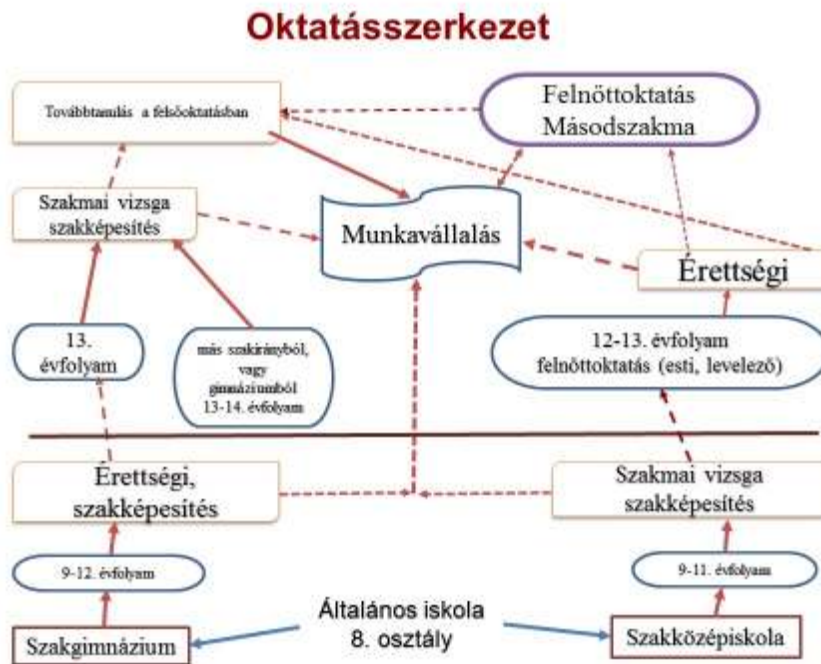 Oktatásszerkezet
Továbbtanulás a felsőoktatásban
Felnőttoktatás
Másodszakma
Szakmai vizsga
szakképesítés
Munkavállalás
Érettségi
13.
évfolyam
más szakirányból,
vagy
gimnáziumból
13-14. évfolyam
12-13. évfolyam
felnőttoktatás (esti, levelező)
Érettségi,
szakképesítés
Szakmai vizsga
szakképesítés
9-12. évfolyam
9-11. évfolyam
Általános iskola
8. osztály
Szakgimnázium
Szakközépiskola